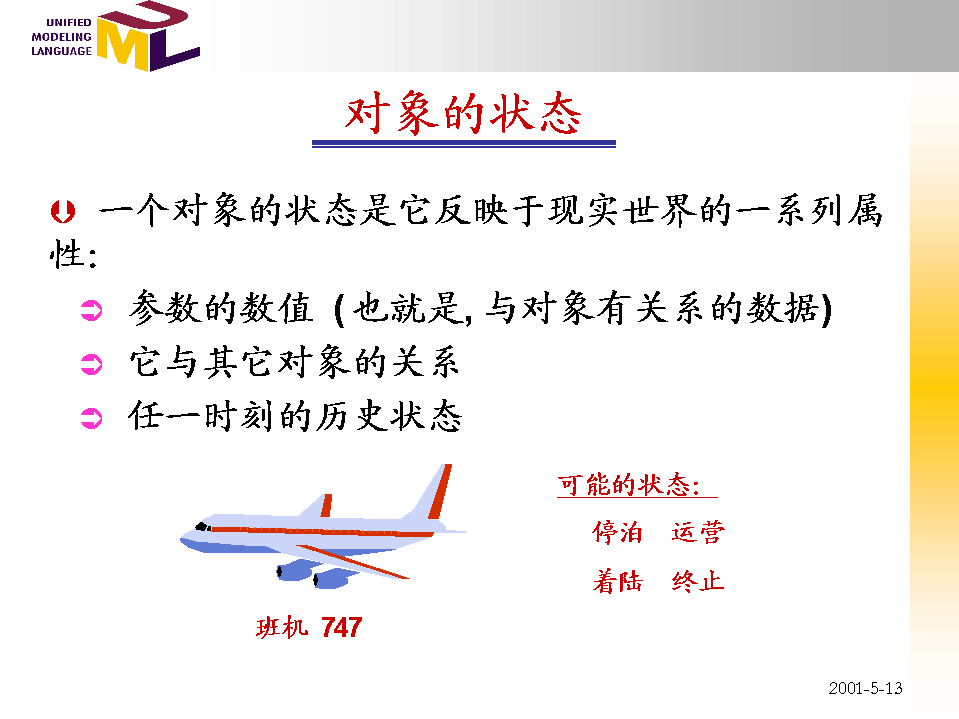 UNIFIED
MODELING
LANGUAGE
UML
对象的状态
一个对象的状态是它反映于现实世界的一系列属
性：
参数的数值 (也就是, 与对象有关系的数据)
它与其它对象的关系
任一时刻的历史状态
可能的状态：
停泊 运营
着陆 终止
班机 747
2001-5-13